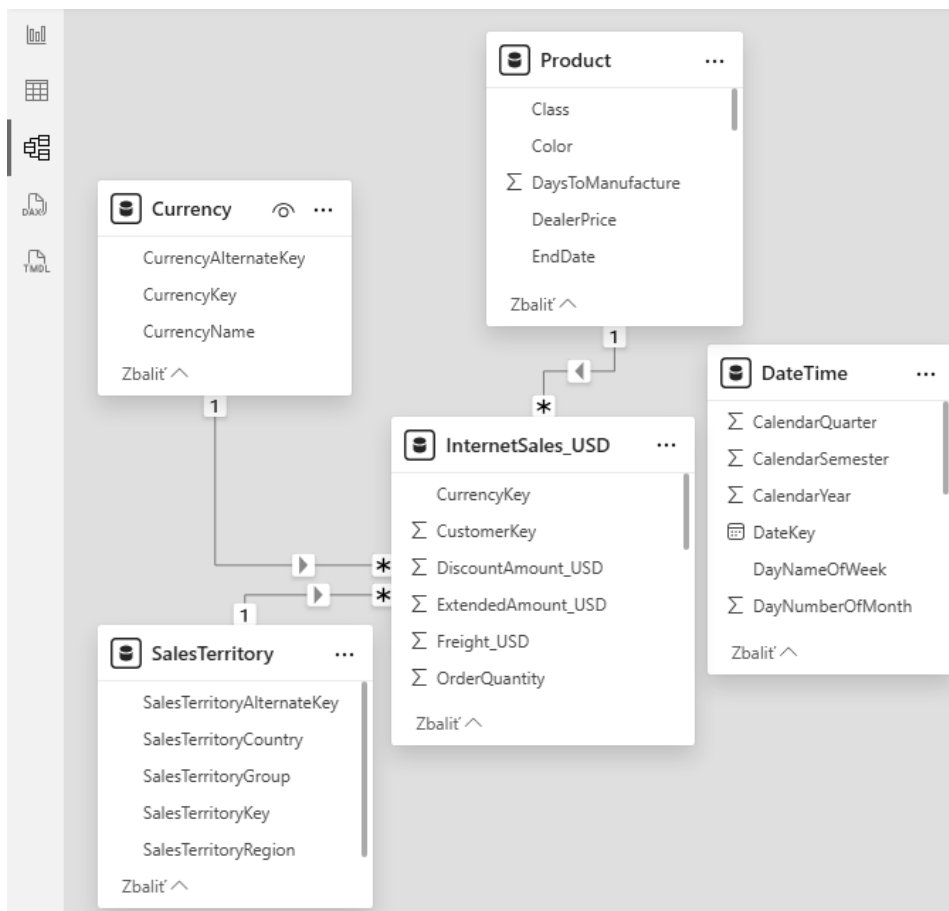 DAX
TMDL
Product
Class
Color
DaysToManufacture
DealerPrice
EndDate
Zbaliť
Currency
CurrencyAlternateKey
CurrencyKey
CurrencyName
Zbaliť
1
1
*
DateTime
CalendarQuarter
CalendarSemester
CalendarYear
DateKey
DayNameOfWeek
DayNumberOfMonth
Zbaliť
InternetSales_USD
CurrencyKey
CustomerKey
DiscountAmount_USD
ExtendedAmount_USD
Freight_USD
OrderQuantity
Zbaliť
*
*
1
SalesTerritory
SalesTerritoryAlternateKey
SalesTerritoryCountry
SalesTerritoryGroup
SalesTerritoryKey
SalesTerritoryRegion
Zbaliť